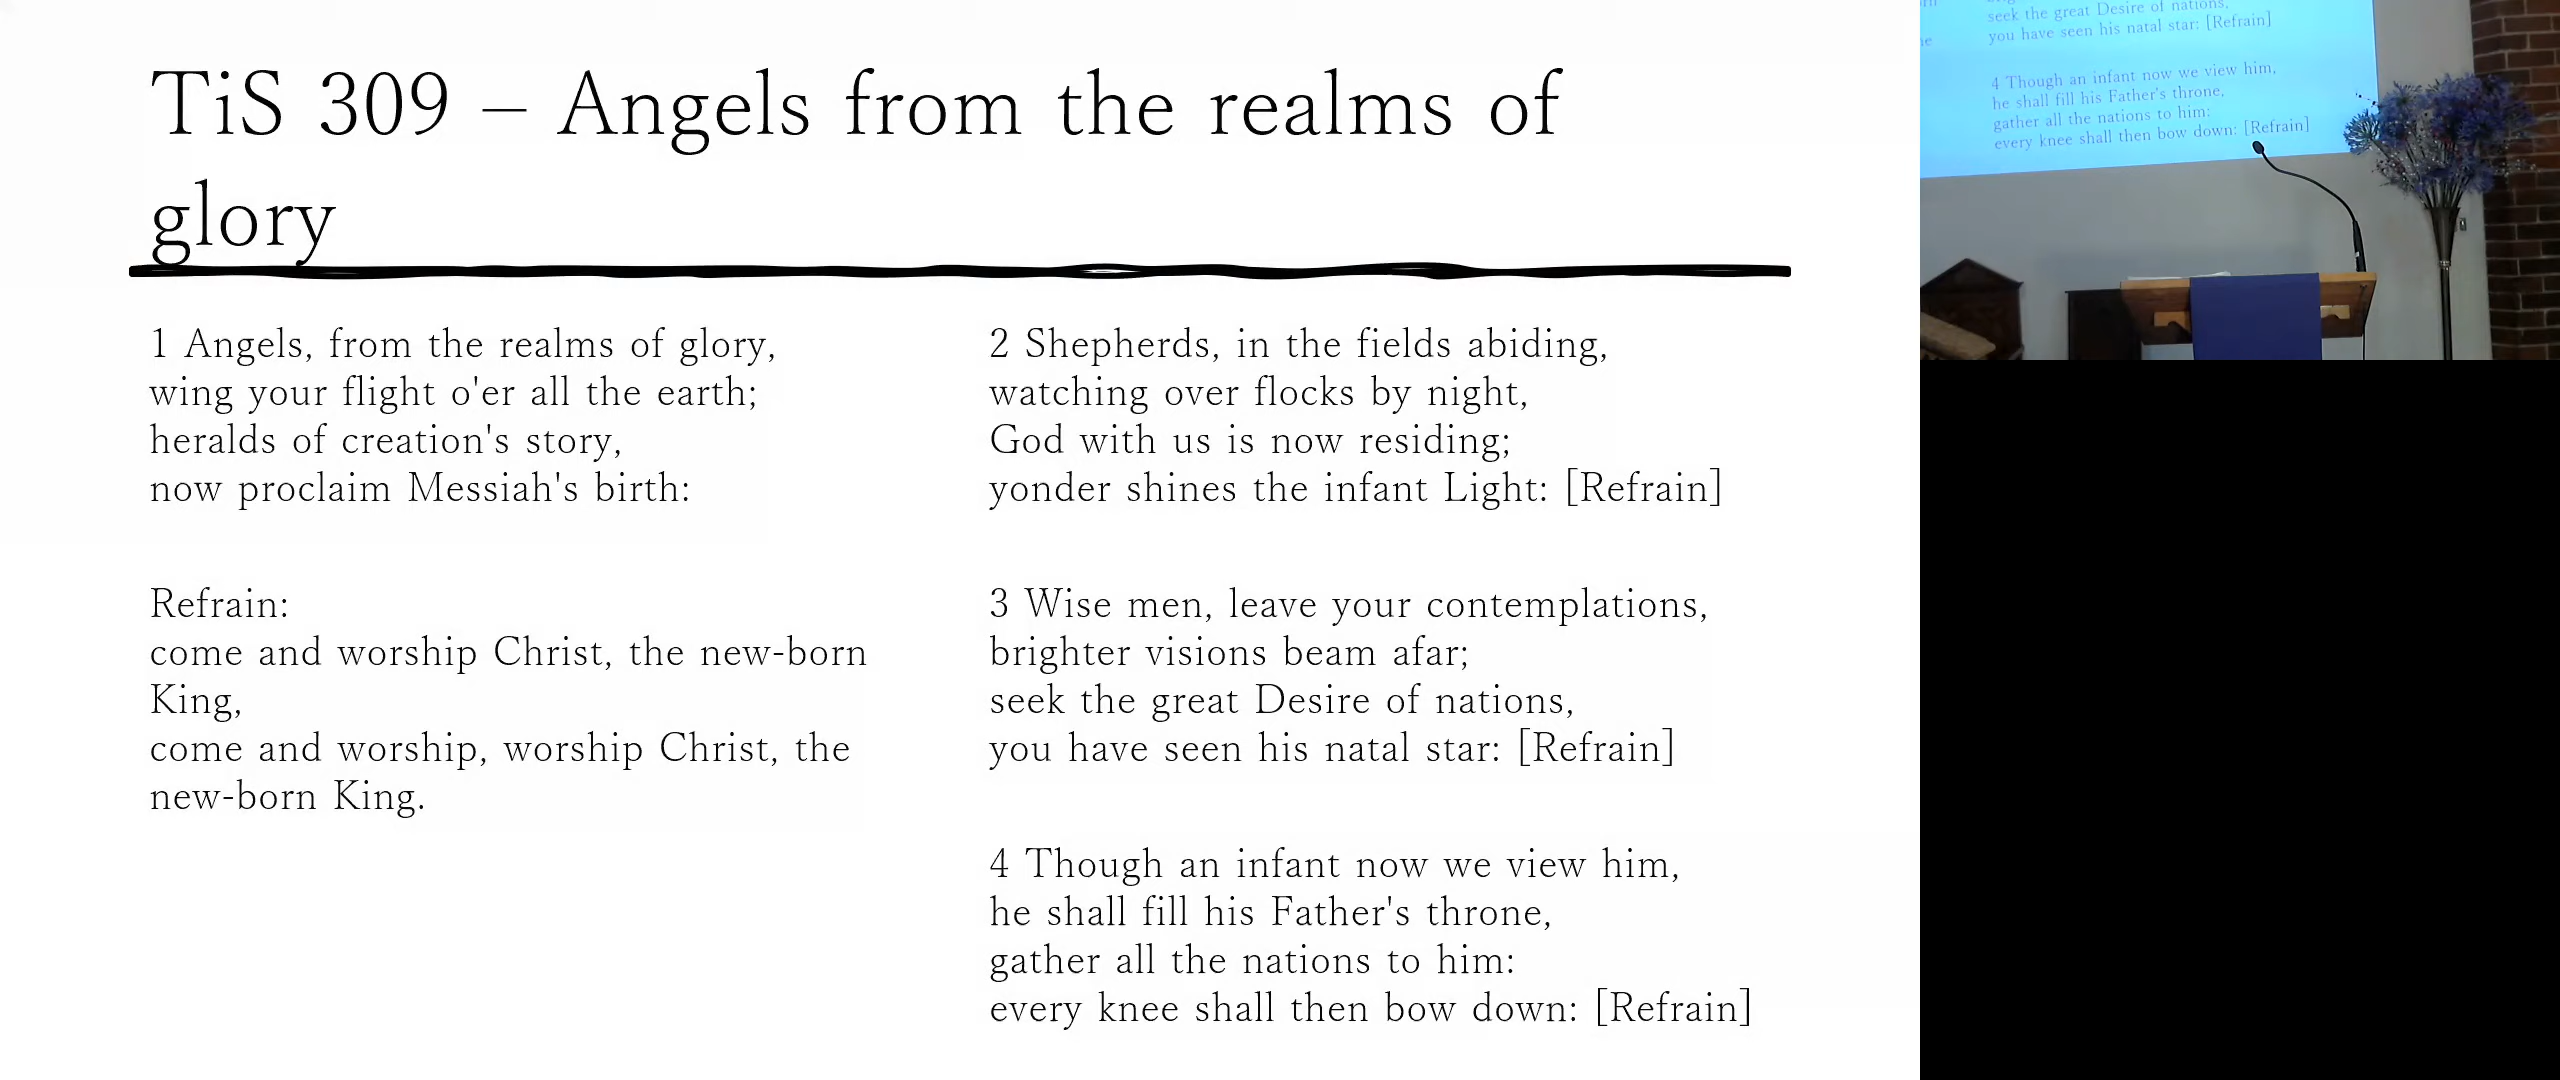 TiS 309 – Angels from the realms of
glory
1 Angels, from the realms of glory,
wing your flight o'er all the earth;
heralds of creation's story,
now proclaim Messiah's birth:
Refrain:
come and worship Christ, the new-born
King,
come and worship, worship Christ, the
new-born King.
2 Shepherds, in the fields abiding,
watching over flocks by night,
God with us is now residing;
yonder shines the infant Light: [Refrain]
3 Wise men, leave your contemplations,
brighter visions beam afar;
seek the great Desire of nations,
you have seen his natal star: [Refrain]
4 Though an infant now we view him,
he shall fill his Father's throne,
gather all the nations to him:
every knee shall then bow down: [Refrain]
seek the great Desire of nations,
you have seen his natal star: [Refrain]
4 Though an infant now we view him,
he shall fill his Father's throne,
gather all the nations to him:
every knee shall then bow down: [Refrain]